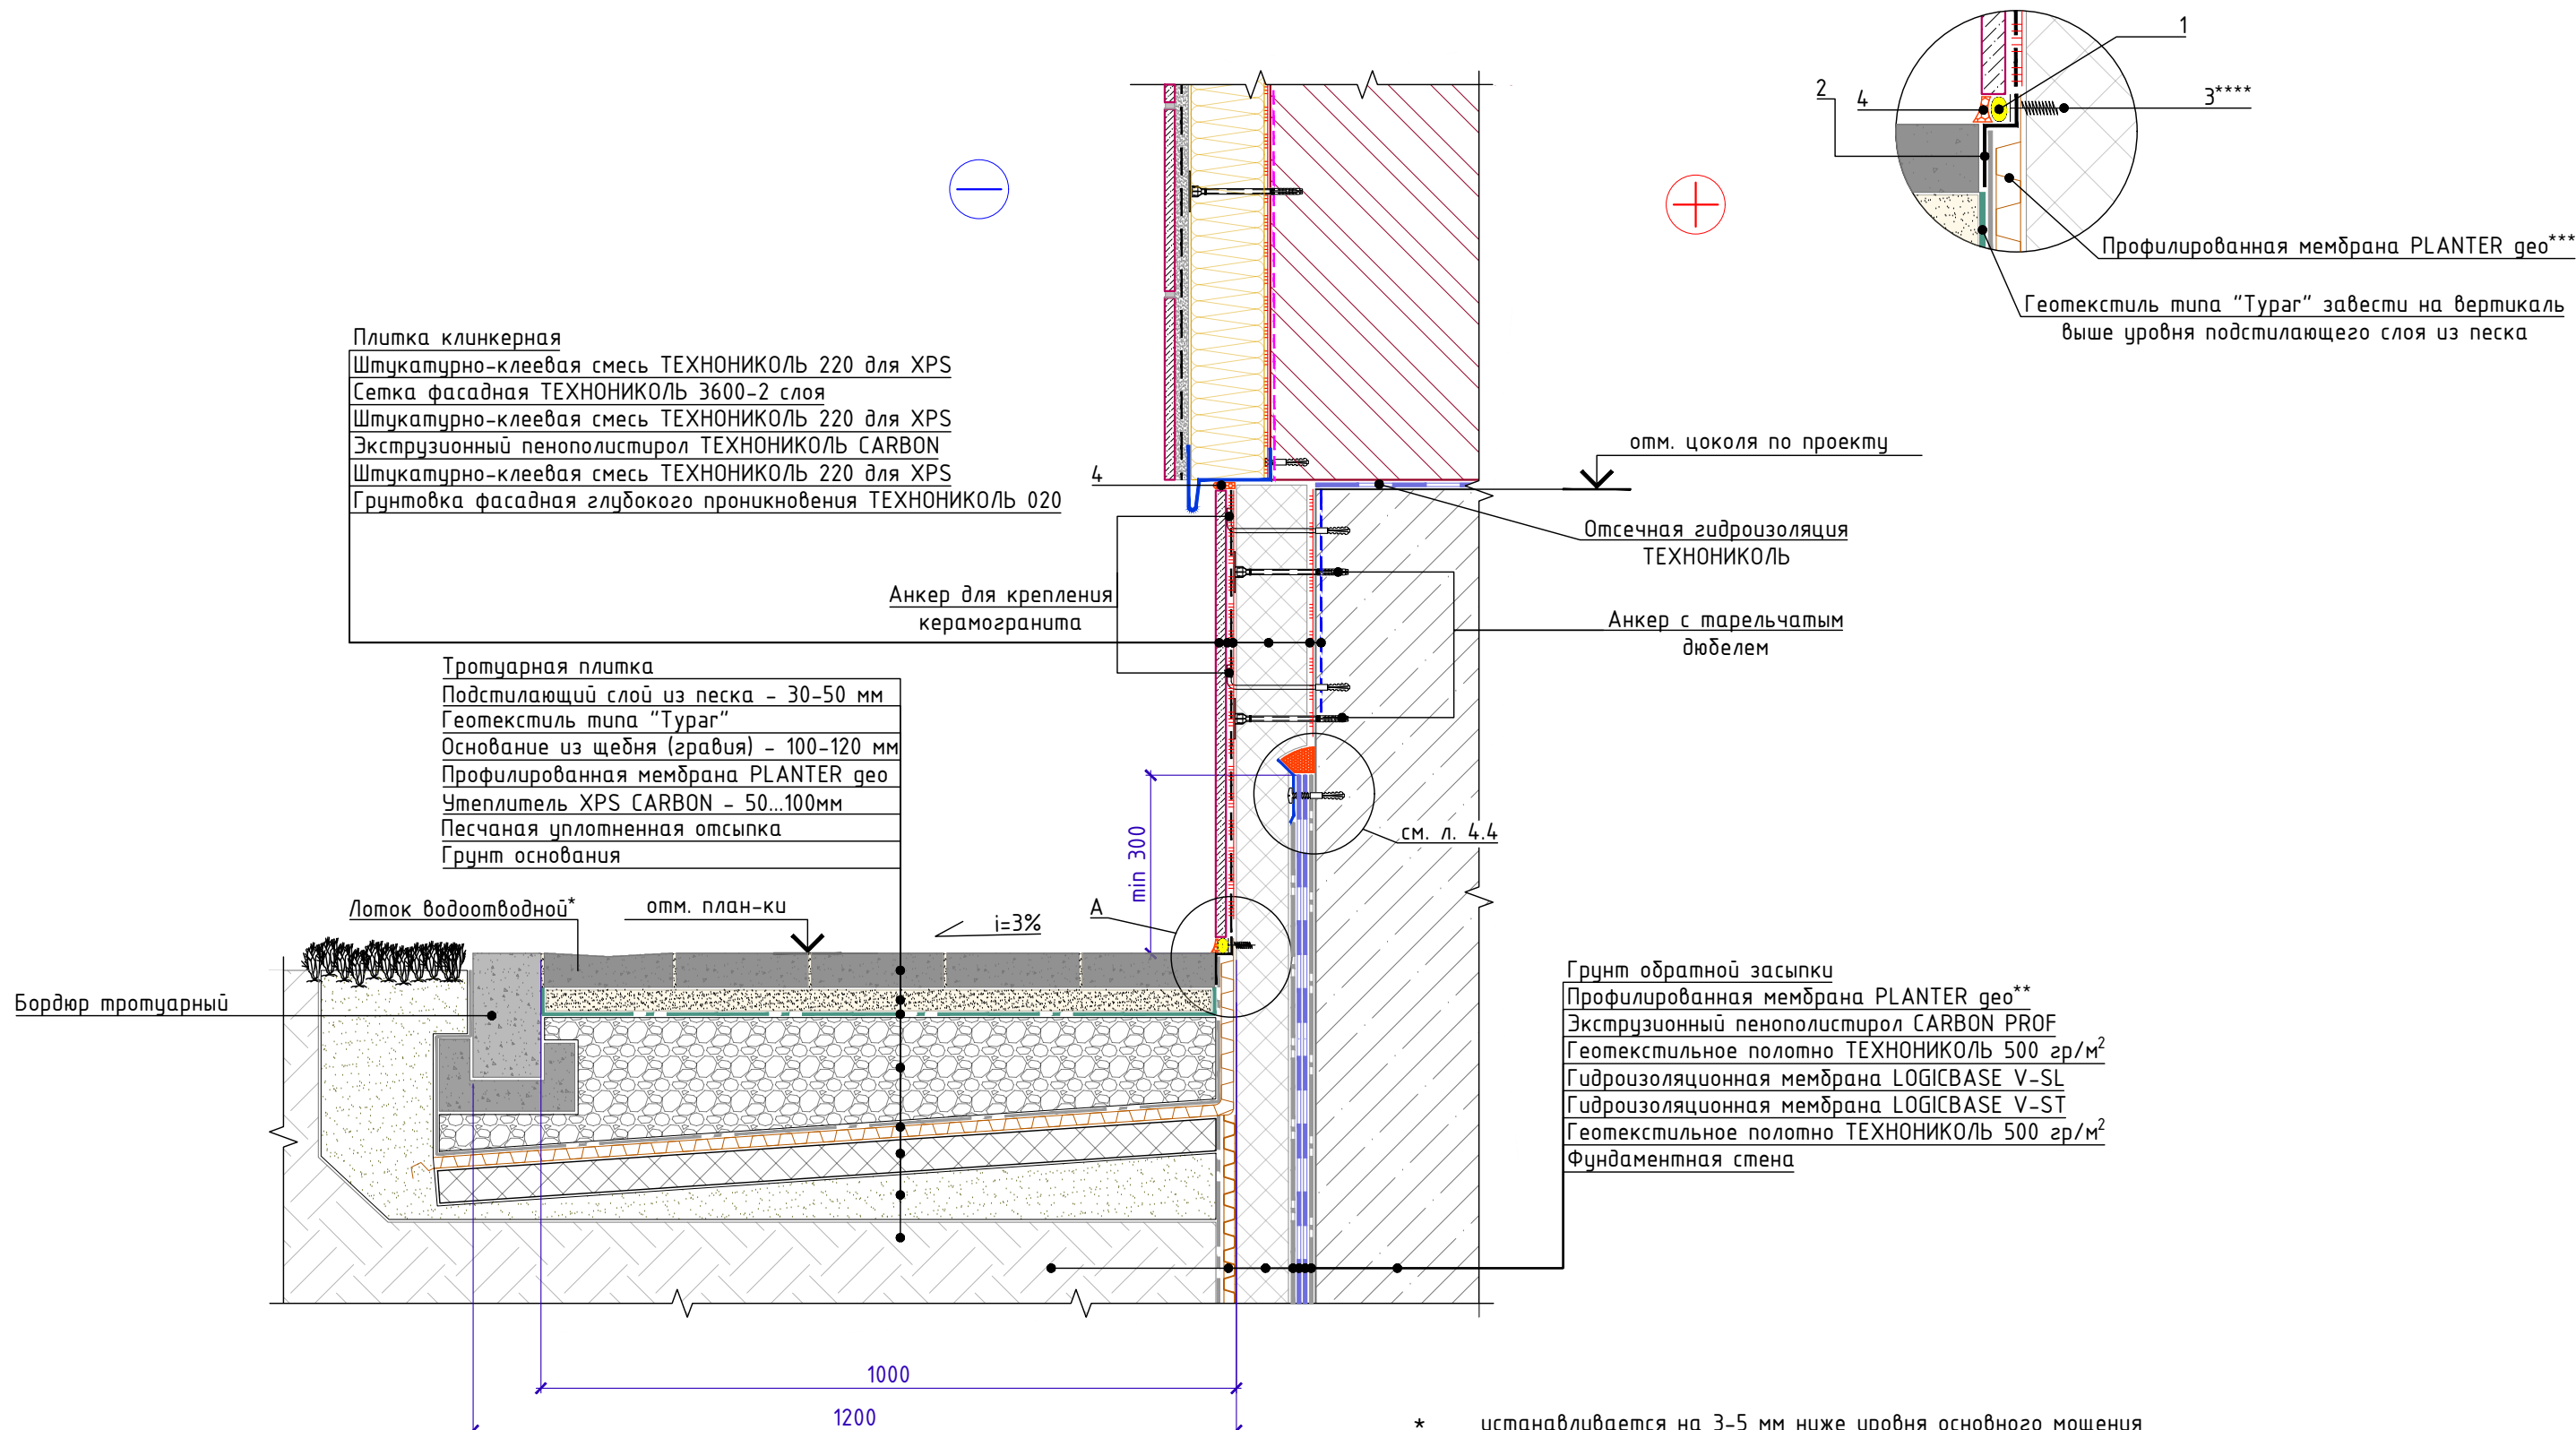 1
2
4
3****
Профилированная мембрана PLANTER geo***
Геотекстиль типа "Typar" завести на вертикаль
выше уровня подстилающего слоя из песка
Плитка клинкерная
Штукатурно-клеевая смесь ТЕХНОНИКОЛЬ 220 для XPS
Сетка фасадная ТЕХНОНИКОЛЬ 3600-2 слоя
Штукатурно-клеевая смесь ТЕХНОНИКОЛЬ 220 для XPS
Экструзионный пенополистирол ТЕХНОНИКОЛЬ CARBON
Штукатурно-клеевая смесь ТЕХНОНИКОЛЬ 220 для XPS
Грунтовка фасадная глубокого проникновения ТЕХНОНИКОЛЬ 020
4
отм. цоколя по проекту
Отсечная гидроизоляция
ТЕХНОНИКОЛЬ
Анкер для крепления
керамогранита
Анкер с тарельчатым
дюбелем
Тротуарная плитка
Подстилающий слой из песка - 30-50 мм
Геотекстиль типа "Typar"
Основание из щебня (гравия) - 100-120 мм
Профилированная мембрана PLANTER geo
Утеплитель XPS CARBON - 50...100мм
Песчаная уплотненная отсыпка
Грунт основания
min 300
см. л. 4.4
Лоток водоотводной*
отм. план-ки
i=3%
А
Бордюр тротуарный
Грунт обратной засыпки
Профилированная мембрана PLANTER geo**
Экструзионный пенополистирол CARBON PROF
Геотекстильное полотно ТЕХНОНИКОЛЬ 500 гр/м²
Гидроизоляционная мембрана LOGICBASE V-SL
Гидроизоляционная мембрана LOGICBASE V-ST
Геотекстильное полотно ТЕХНОНИКОЛЬ 500 гр/м²
Фундаментная стена
1000
1200
* устанавливается на 3-5 мм ниже уровня основного мощения